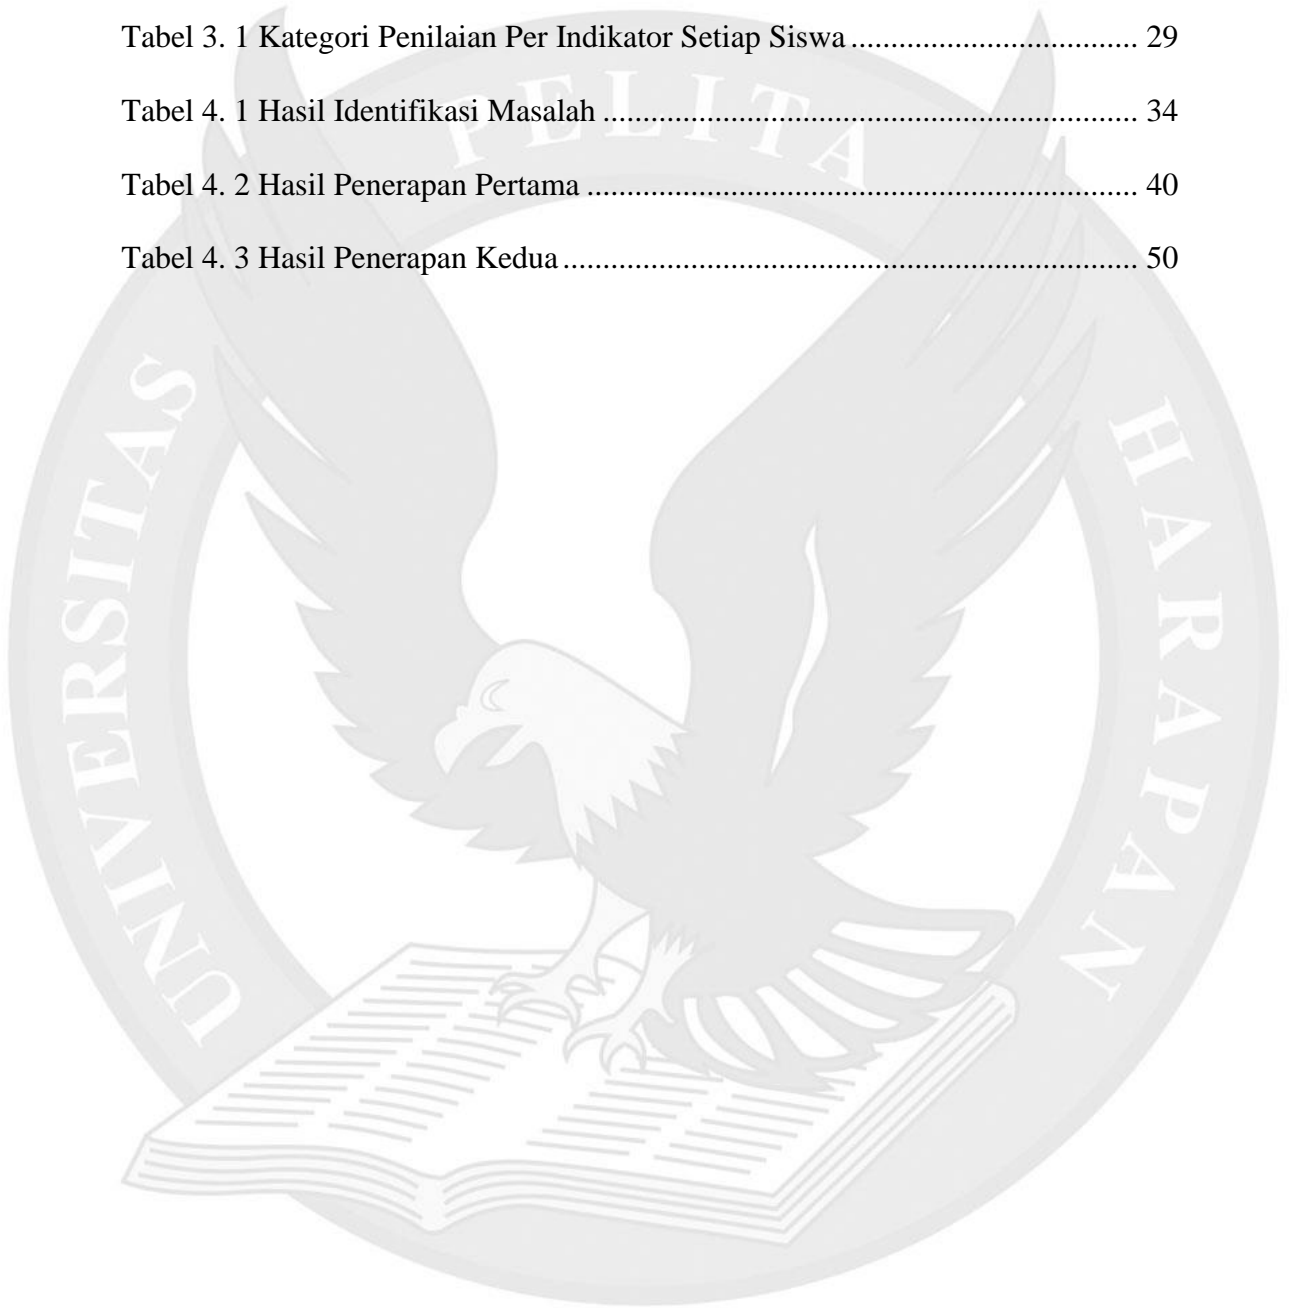 Tabel 3. 1 Kategori Penilaian Per Indikator Setiap Siswa ................................... 29
Tabel 4. 1 Hasil Identifikasi Masalah .................................................................. 34
Tabel 4. 2 Hasil Penerapan Pertama .................................................................... 40
Tabel 4. 3 Hasil Penerapan Kedua ....................................................................... 50
UNIVERSITAS PELITA HARAPAN